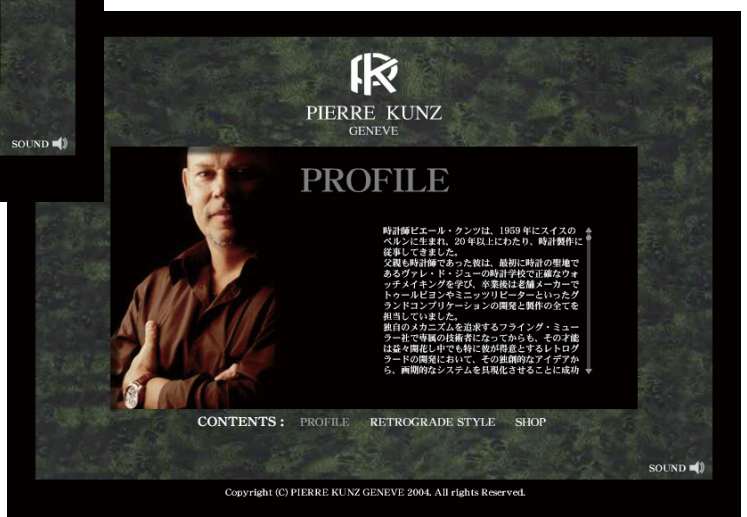 SOUND
PIERRE KUNZ
GENEVE
PROFILE
時計師ピエール・クンツは、1959年にスイスの
ベルンに生まれ、20年以上にわたり、時計製作に
従事してきました。
父親も時計師であった彼は、最初に時計の聖地で
あるヴァレ・ド・ジューの時計学校で正確なウォ
ッチメイキングを学び、卒業後は老舗メーカーで
トゥールビヨンやミニッツリピーターといったグ
ランドコンプリケーションの開発と製作の全てを
担当していました。
独自のメカニズムを追求するフライング・ミュー
ラー社で専属の技術者になってからも、その才能
は益々開花し中でも特に彼が得意とするレトログ
ラードの開発において、その独創的なアイデアか
ら、画期的なシステムを具現化させることに成功
CONTENTS : PROFILE RETROGRADE STYLE SHOP
SOUND
Copyright (C) PIERRE KUNZ GENEVE 2004. All rights Reserved.